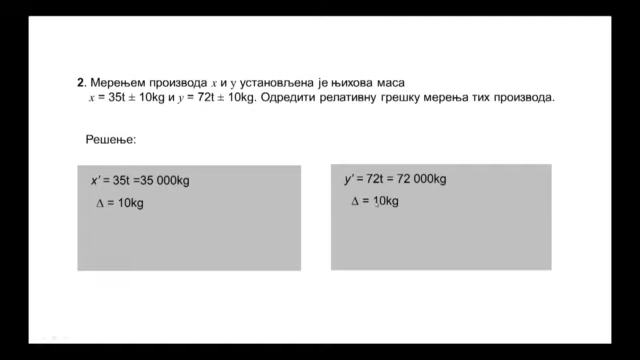 2. Мерењем производа x и y установљена је њихова маса
x = 35t ± 10kg и y = 72t ± 10kg. Одредити релативну грешку мерења тих производа.
Решење:
x′ = 35t =35 000kg
Δ = 10kg
y′ = 72t = 72 000kg
Δ = 10kg